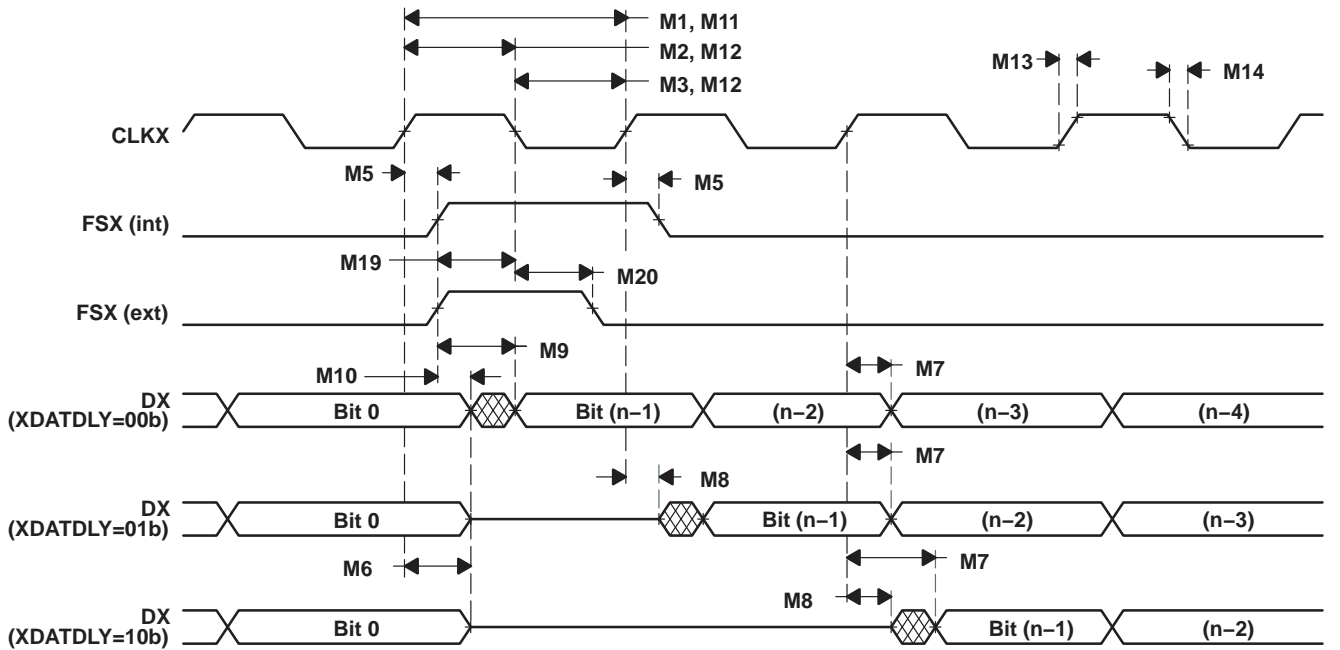 M1, M11
M2, M12
M13
M14
M3, M12
CLKX
M5
M5
FSX (int)
M19
M20
FSX (ext)
M9
M10
M7
DX
(XDATDLY=00b)
Bit 0
Bit (n−1)
(n−2)
(n−3)
(n−4)
M7
M8
DX
(XDATDLY=01b)
Bit 0
Bit (n−1)
(n−2)
(n−3)
M6
M7
M8
DX
(XDATDLY=10b)
Bit 0
Bit (n−1)
(n−2)